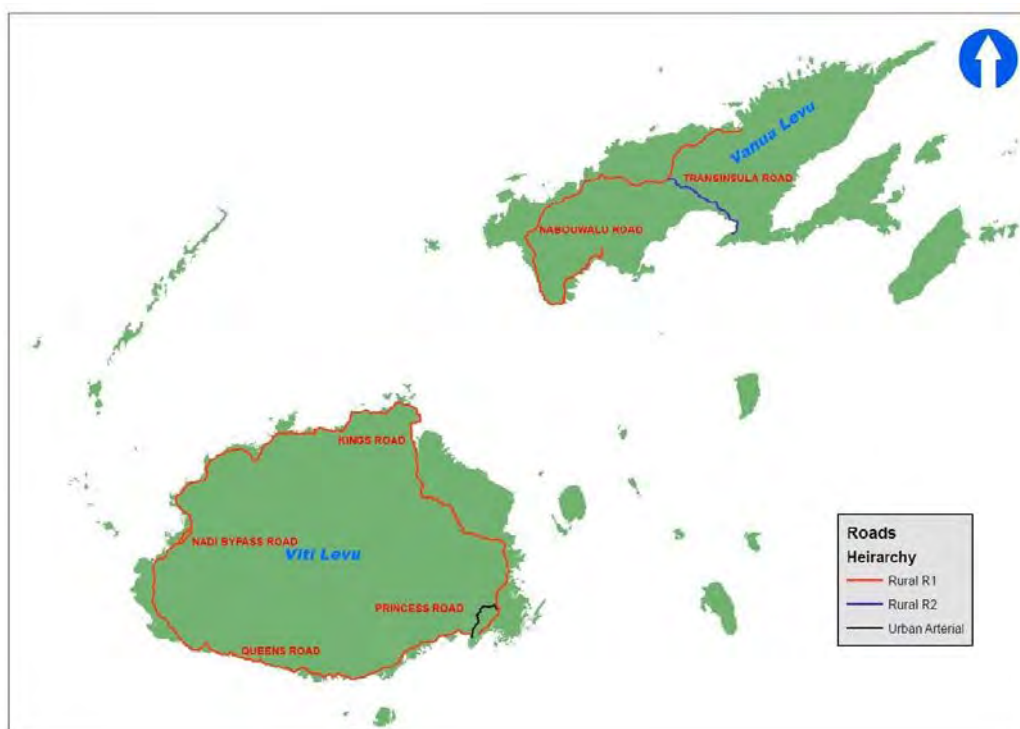 Vanua Levu
TRANSINSULA ROAD
NABOUWALU ROAD
KINGS ROAD
NADI BYPASS ROAD
Viti Levu
PRINCESS ROAD
QUEENS ROAD
Roads
Heirarchy
Rural R1
Rural R2
Urban Arterial